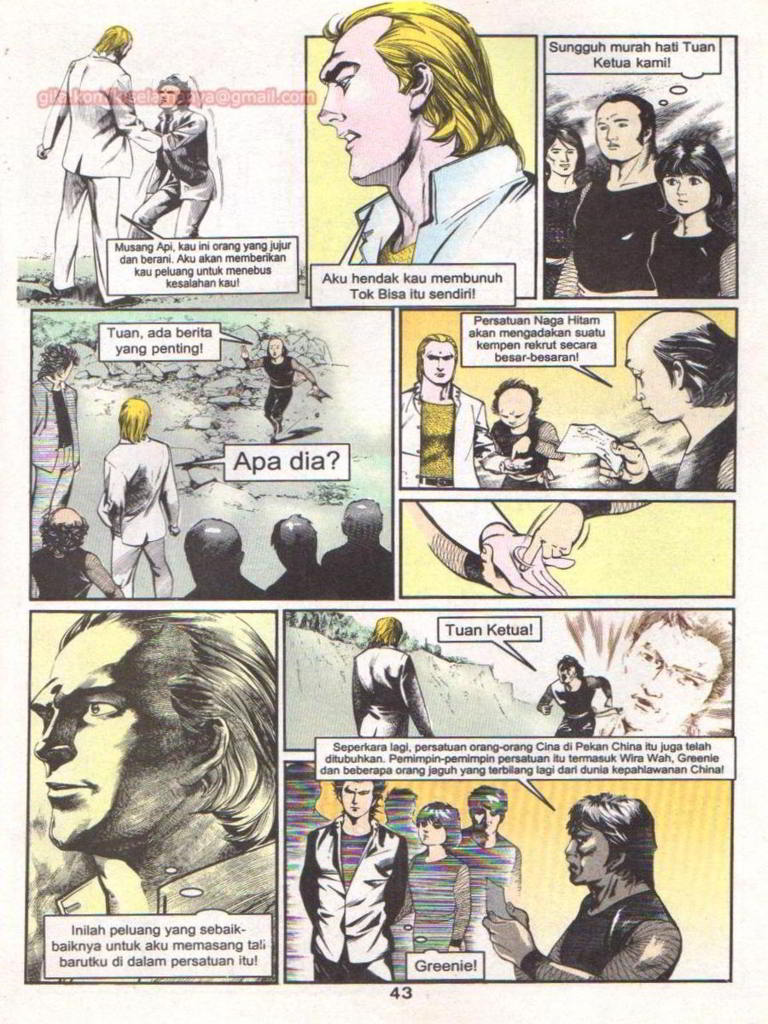 Musang Api, kau ini orang yang jujur
dan berani. Aku akan memberikan
kau peluang untuk menebus
kesalahan kau!
Aku hendak kau membunuh
Tok Bisa itu sendiri!
Sungguh murah hati Tuan
Ketua kami!
Tuan, ada berita
yang penting!
Apa dia?
Persatuan Naga Hitam
akan mengadakan suatu
kempen rekrut secara
besar-besaran!
Inilah peluang yang sebaik-
baiknya untuk aku memasang tali
barutku di dalam persatuan itu!
Tuan Ketua!
Seperkara lagi, persatuan orang-orang Cina di Pekan China itu juga telah
ditubuhkan. Pemimpin-pemimpin persatuan itu termasuk Wira Wah, Greenie
dan beberapa orang jaguh yang terbilang lagi dari dunia kepahlawanan China!
Greenie!
43